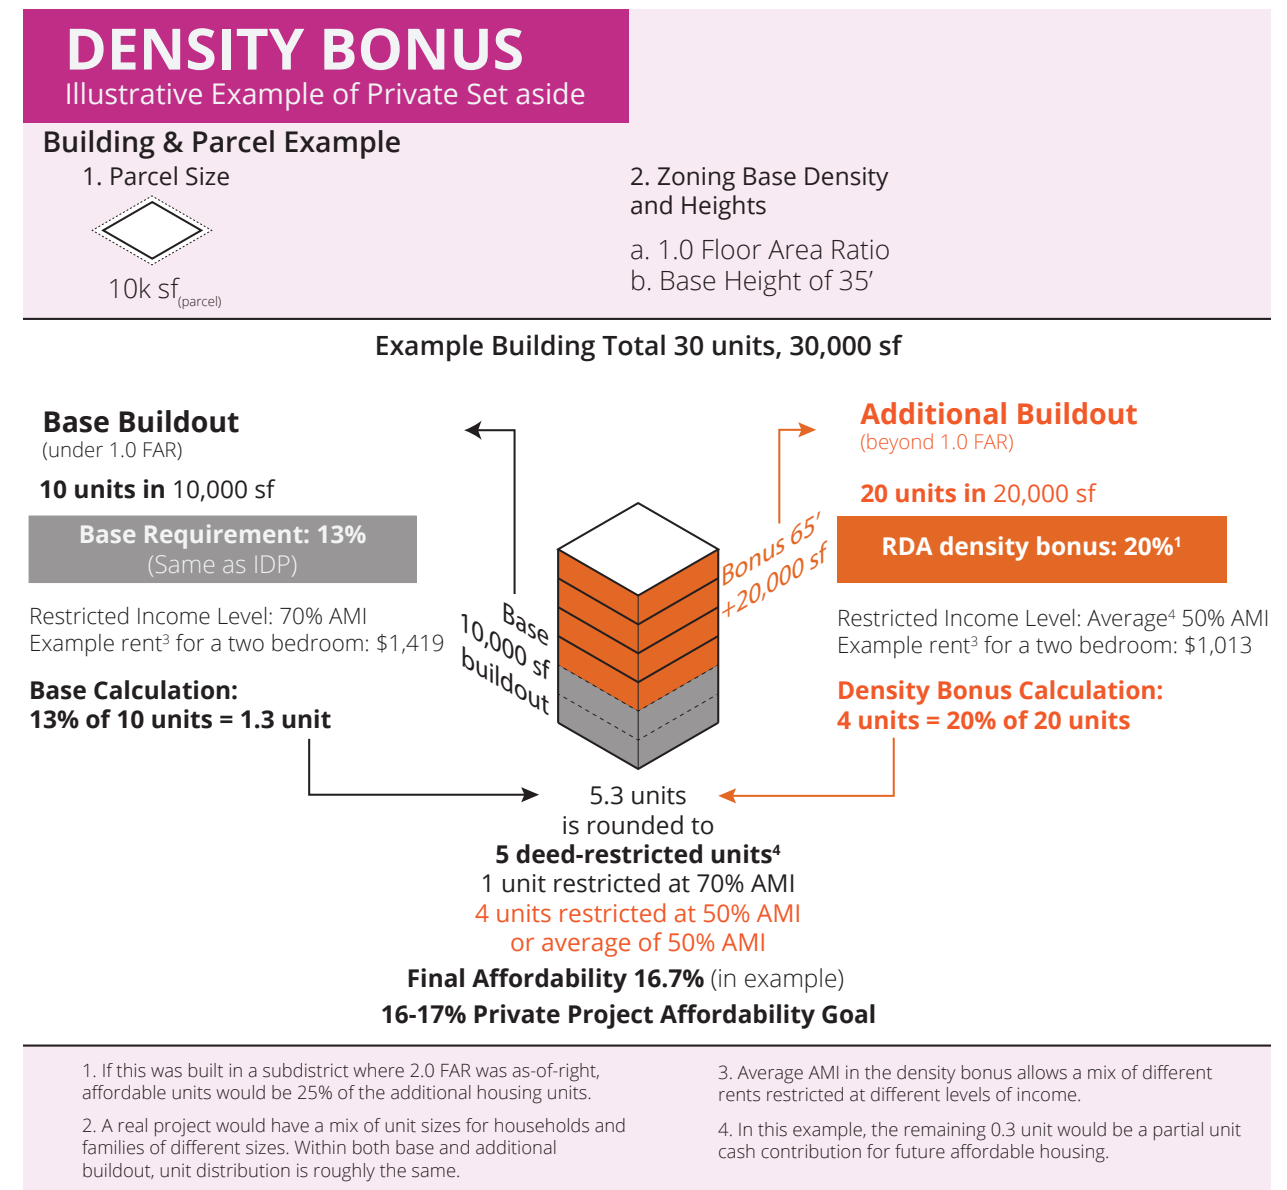 DENSITY BONUS
Illustrative Example of Private Set aside
Building & Parcel Example
1. Parcel Size
10k sf(parcel)
2. Zoning Base Density
and Heights
a. 1.0 Floor Area Ratio
b. Base Height of 35’
Example Building Total 30 units, 30,000 sf
Base Buildout
(under 1.0 FAR)
10 units in 10,000 sf
Base Requirement: 13%
(Same as IDP)
Restricted Income Level: 70% AMI
Example rent³ for a two bedroom: $1,419
Base Calculation:
13% of 10 units = 1.3 unit
Base
10,000 sf
buildout
Bonus 65’
+20,000 sf
Additional Buildout
(beyond 1.0 FAR)
20 units in 20,000 sf
RDA density bonus: 20%¹
Restricted Income Level: Average⁴ 50% AMI
Example rent³ for a two bedroom: $1,013
Density Bonus Calculation:
4 units = 20% of 20 units
5.3 units
is rounded to
5 deed-restricted units⁴
1 unit restricted at 70% AMI
4 units restricted at 50% AMI
or average of 50% AMI
Final Affordability 16.7% (in example)
16-17% Private Project Affordability Goal
1. If this was built in a subdistrict where 2.0 FAR was as-of-right,
affordable units would be 25% of the additional housing units.
2. A real project would have a mix of unit sizes for households and
families of different sizes. Within both base and additional
buildout, unit distribution is roughly the same.
3. Average AMI in the density bonus allows a mix of different
rents restricted at different levels of income.
4. In this example, the remaining 0.3 unit would be a partial unit
cash contribution for future affordable housing.